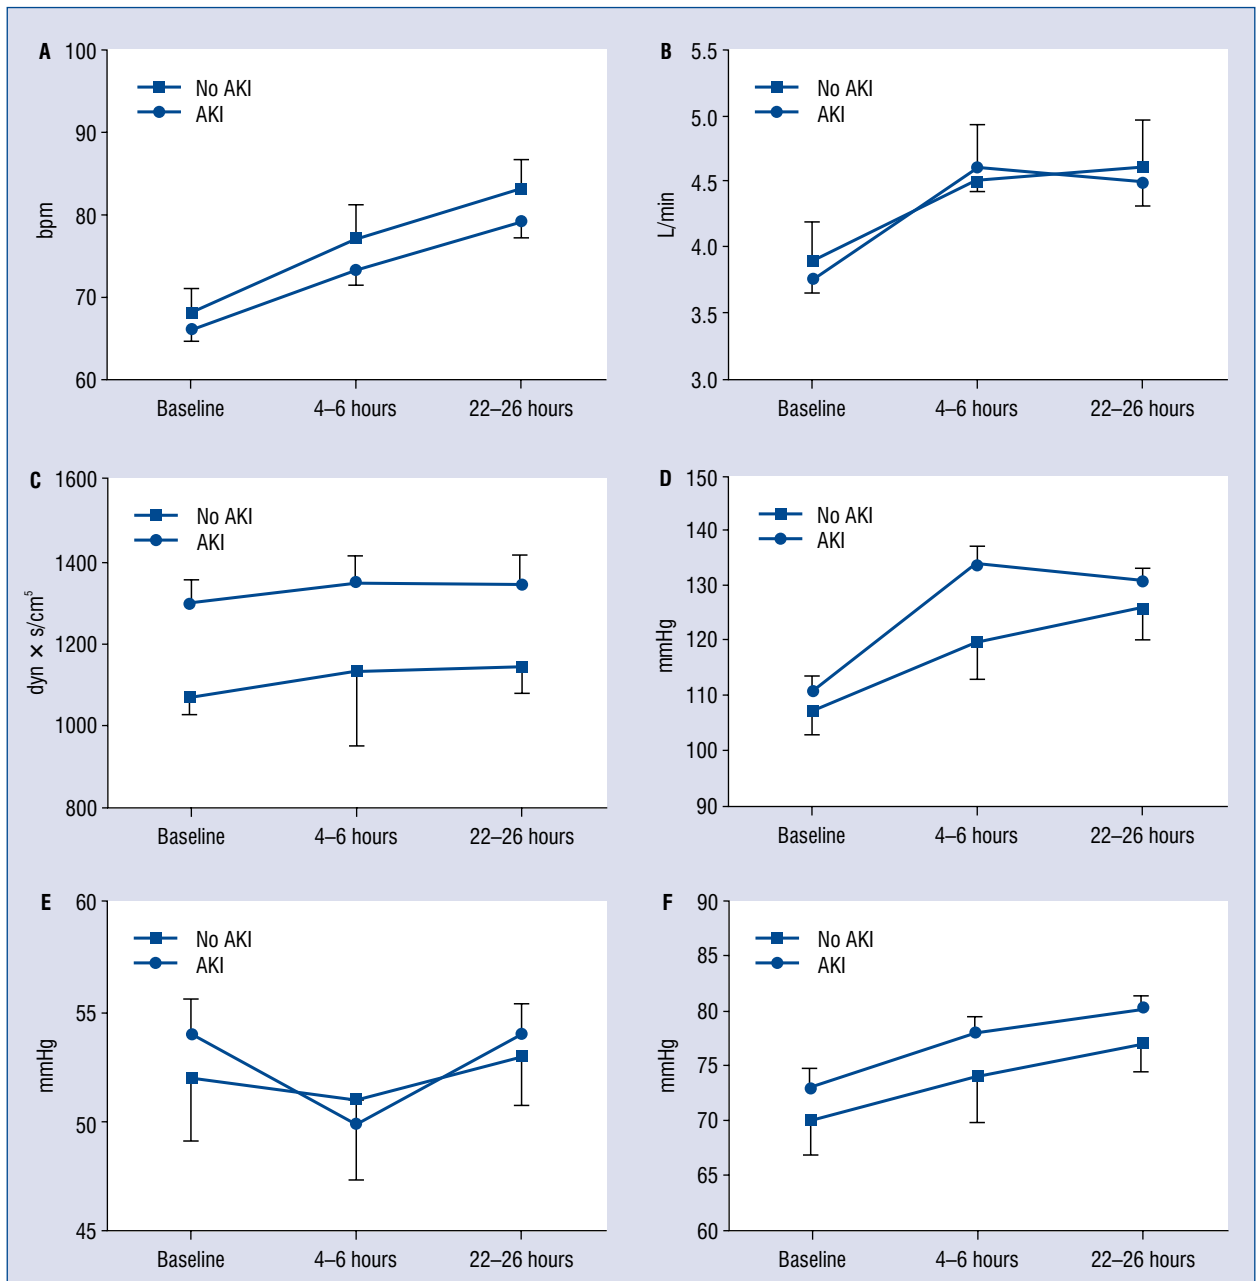 A
100
90
80
70
60
bpm
No AKI
AKI
Baseline
4–6 hours
22–26 hours
B
5.5
5.0
4.5
4.0
3.5
3.0
L/min
No AKI
AKI
Baseline
4–6 hours
22–26 hours
C
1600
1400
1200
1000
800
dyn × s/cm⁵
No AKI
AKI
Baseline
4–6 hours
22–26 hours
D
150
140
130
120
110
100
90
mmHg
No AKI
AKI
Baseline
4–6 hours
22–26 hours
E
60
55
50
45
mmHg
No AKI
AKI
Baseline
4–6 hours
22–26 hours
F
90
85
80
75
70
65
60
mmHg
No AKI
AKI
Baseline
4–6 hours
22–26 hours